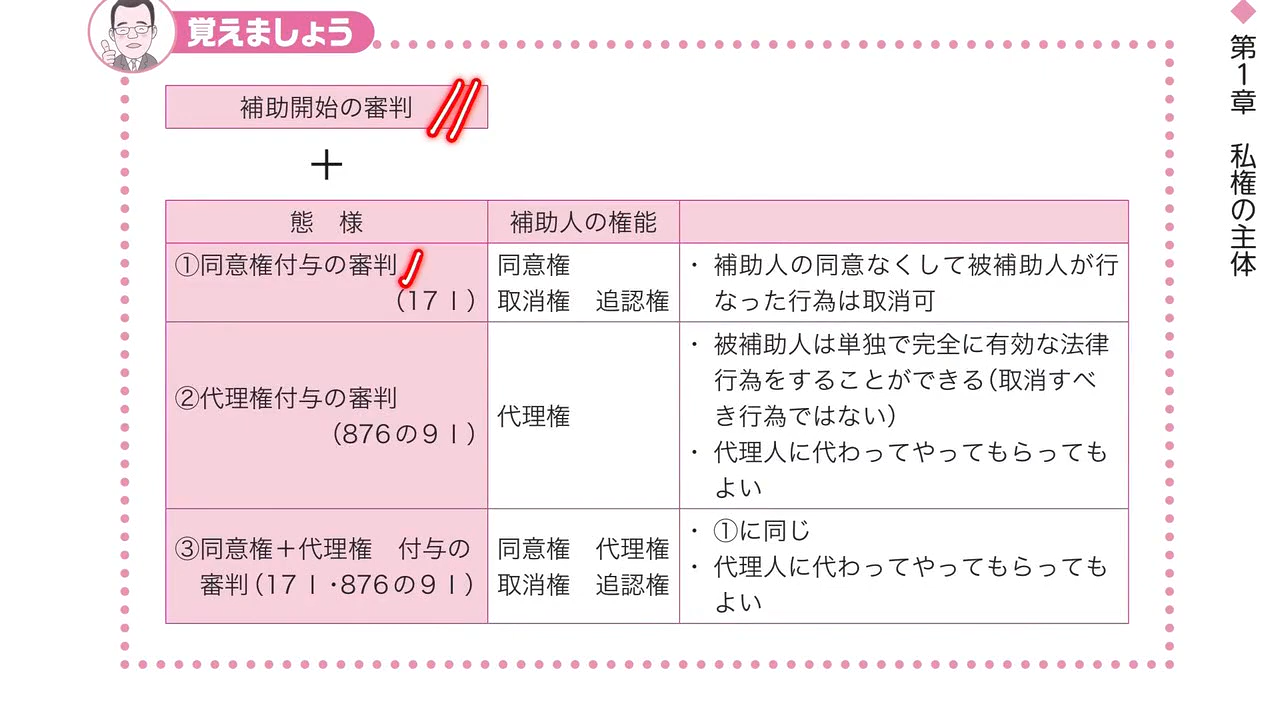 覚えましょう
補助開始の審判
＋
態　様
補助人の権能
①同意権付与の審判
（17Ⅰ）
同意権
取消権　追認権
・ 補助人の同意なくして被補助人が行
なった行為は取消可
②代理権付与の審判
（876の9Ⅰ）
代理権
・ 被補助人は単独で完全に有効な法律
行為をすることができる（取消すべ
き行為ではない）
・ 代理人に代わってやってもらっても
よい
③同意権＋代理権　付与の
審判（17Ⅰ・876の9Ⅰ）
同意権　代理権
取消権　追認権
・ ①に同じ
・ 代理人に代わってやってもらっても
よい
◆第1章　私権の主体